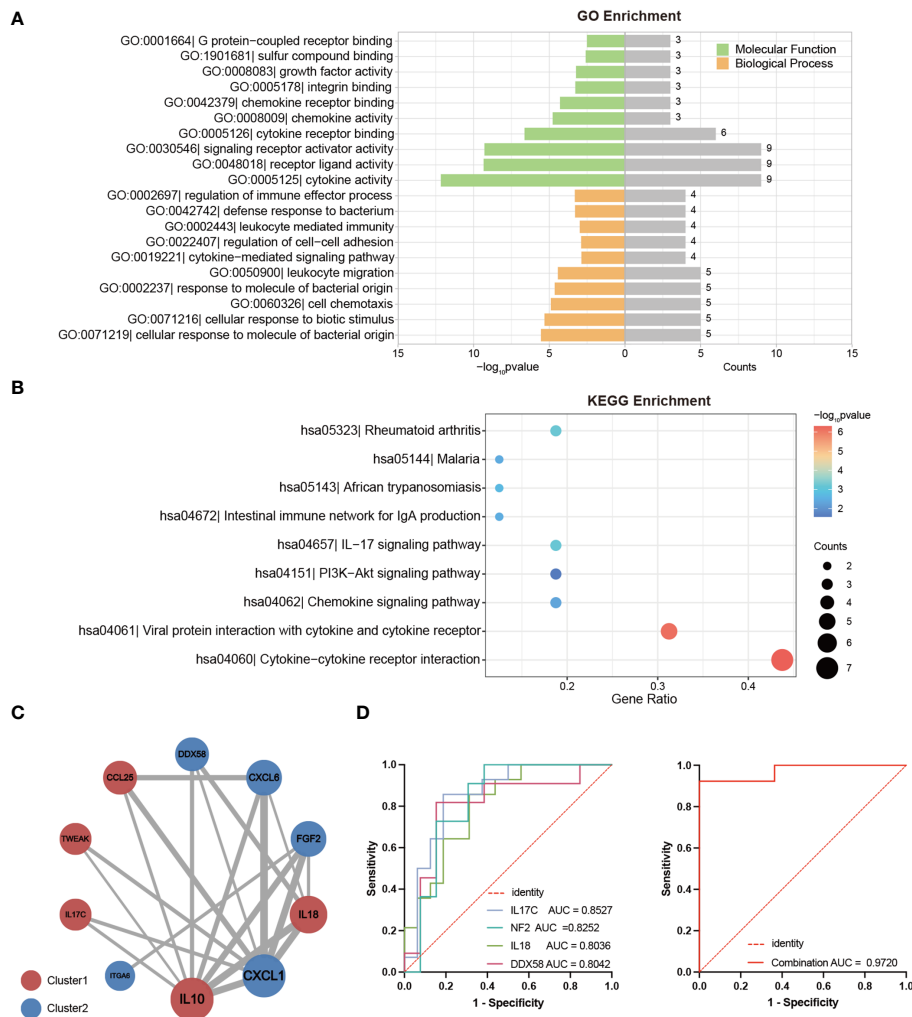 A
GO Enrichment
GO:0001664| G protein-coupled receptor binding 3
GO:1901681| sulfur compound binding 3
GO:0008083| growth factor activity 3
GO:0005178| integrin binding 3
GO:0042379| chemokine receptor binding 3
GO:0008009| chemokine activity 3
GO:0005126| cytokine receptor binding 6
GO:0030546| signaling receptor activator activity 9
GO:0048018| receptor ligand activity 9
GO:0005125| cytokine activity 9
GO:0002697| regulation of immune effector process 4
GO:0042742| defense response to bacterium 4
GO:0002443| leukocyte mediated immunity 4
GO:0022407| regulation of cell-cell adhesion 4
GO:0019221| cytokine-mediated signaling pathway 4
GO:0050900| leukocyte migration 5
GO:0002237| response to molecule of bacterial origin 5
GO:0060326| cell chemotaxis 5
GO:0071216| cellular response to biotic stimulus 5
GO:0071219| cellular response to molecule of bacterial origin 5
Molecular Function
Biological Process
15 10 5 0 5 10 15
−log10pvalue Counts
B
KEGG Enrichment
hsa05323| Rheumatoid arthritis
hsa05144| Malaria
hsa05143| African trypanosomiasis
hsa04672| Intestinal immune network for IgA production
hsa04657| IL−17 signaling pathway
hsa04151| PI3K−Akt signaling pathway
hsa04062| Chemokine signaling pathway
hsa04061| Viral protein interaction with cytokine and cytokine receptor
hsa04060| Cytokine−cytokine receptor interaction
0.2 0.3 0.4
Gene Ratio
−log10pvalue
6
5
4
3
2
Counts
2
3
4
5
6
7
C
DDX58
CCL25
CXCL6
TWEAK
FGF2
IL17C
IL18
ITGA6
CXCL1
IL10
Cluster1
Cluster2
D
Sensitivity
1.0
0.8
0.6
0.4
0.2
0.0
0.0 0.2 0.4 0.6 0.8 1.0
1 - Specificity
identity
IL17C AUC = 0.8527
NF2 AUC =0.8252
IL18 AUC = 0.8036
DDX58 AUC = 0.8042
Sensitivity
1.0
0.8
0.6
0.4
0.2
0.0
0.0 0.2 0.4 0.6 0.8 1.0
1 - Specificity
identity
Combination AUC = 0.9720